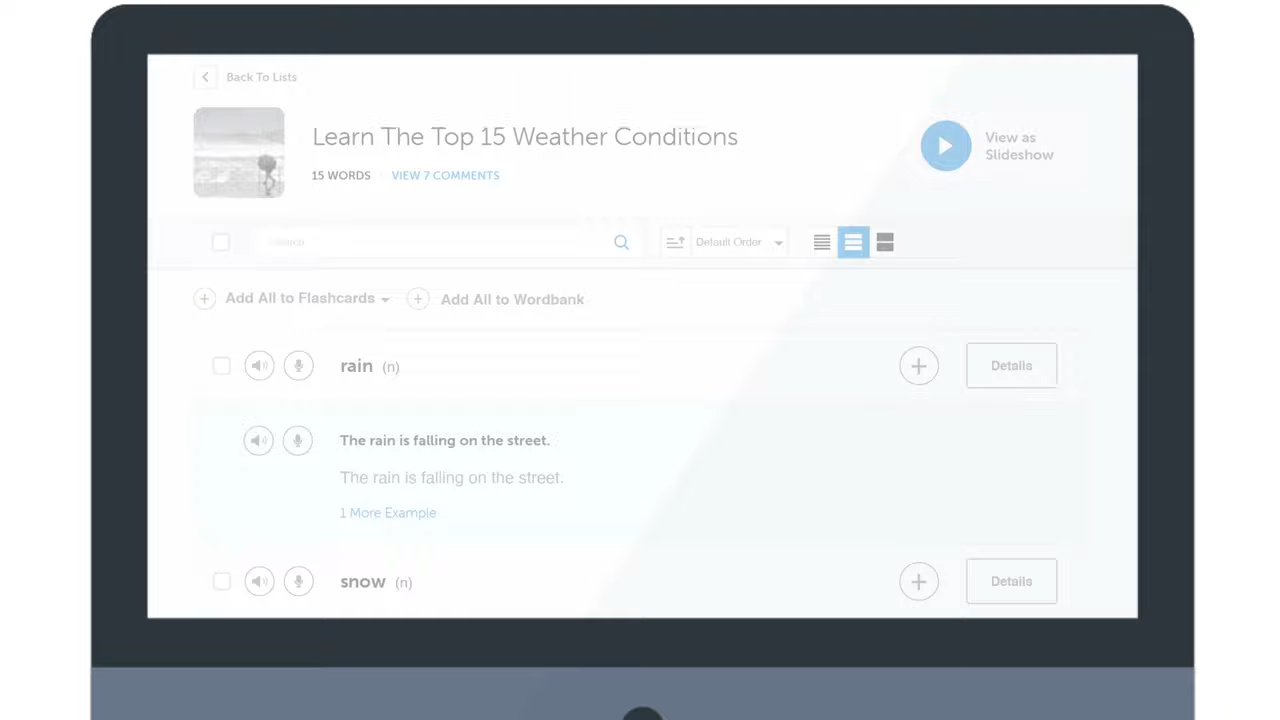 Back To Lists
Learn The Top 15 Weather Conditions
15 WORDS
VIEW 7 COMMENTS
View as
Slideshow
Search
Default Order
Add All to Flashcards
Add All to Wordbank
rain (n)
Details
The rain is falling on the street.
The rain is falling on the street.
1 More Example
snow (n)
Details